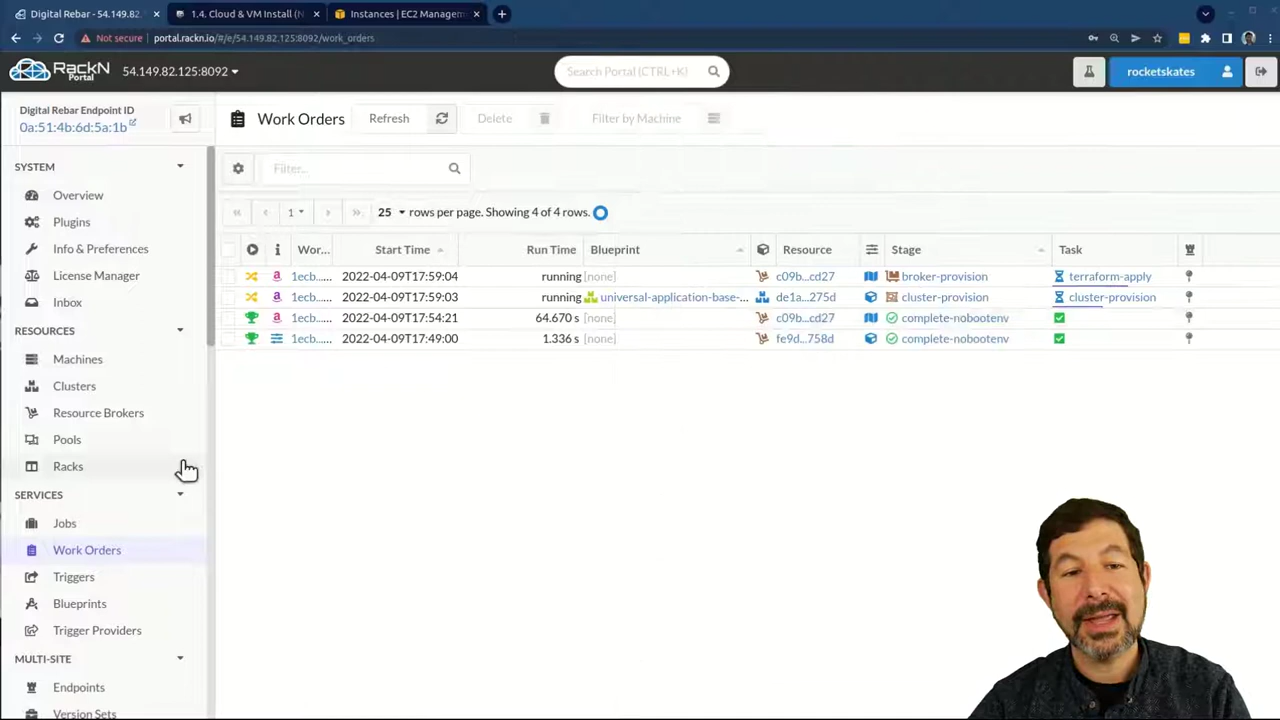 Digital Rebar - 54.149.82.
1.4. Cloud & VM Install (N
Instances | EC2 Managem
Not secure portal.rackn.io/#/e/54.149.82.125:8092/work_orders
RackN Portal
54.149.82.125:8092
Search Portal (CTRL+K)
rocketskates
Digital Rebar Endpoint ID
0a:51:4b:6d:5a:1b
SYSTEM
Overview
Plugins
Info & Preferences
License Manager
Inbox
RESOURCES
Machines
Clusters
Resource Brokers
Pools
Racks
SERVICES
Jobs
Work Orders
Triggers
Blueprints
Trigger Providers
MULTI-SITE
Endpoints
Version Sets
Work Orders Refresh Delete Filter by Machine
Filter...
« ‹ 1 › » 25 rows per page. Showing 4 of 4 rows.
Wor... Start Time Run Time Blueprint Resource Stage Task
1ecb...... 2022-04-09T17:59:04 running [none] c09b...cd27 broker-provision terraform-apply
1ecb...... 2022-04-09T17:59:03 running universal-application-base-... de1a...275d cluster-provision cluster-provision
1ecb...... 2022-04-09T17:54:21 64.670 s [none] c09b...cd27 complete-nobootenv
1ecb...... 2022-04-09T17:49:00 1.336 s [none] fe9d...758d complete-nobootenv